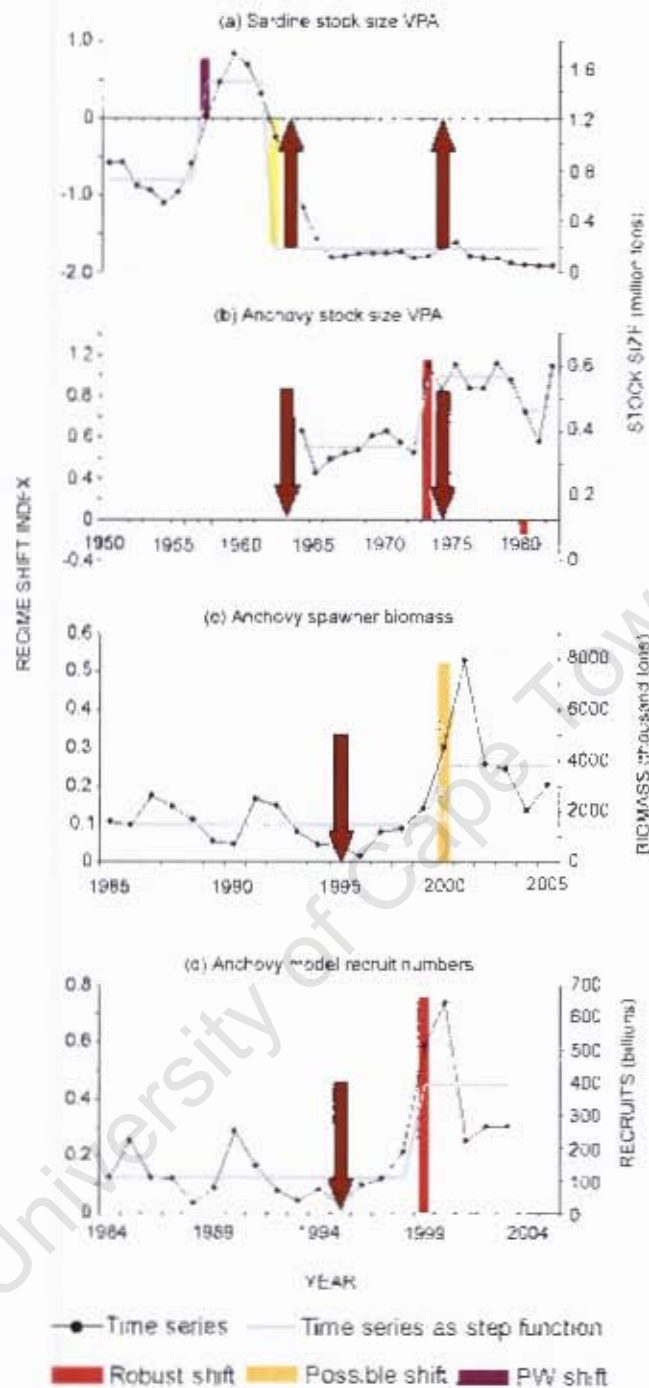 (a) Sardine stock size VPA
1.0
0
-1.0
-2.0
1.6
1.2
0.8
0.4
0
(b) Anchovy stock size VPA
1.2
0.8
0.4
0
-0.4
0.6
0.4
0.2
0
1950 1955 1960 1965 1970 1975 1980
REGIME SHIFT INDEX
STOCK SIZE (million tons)
(c) Anchovy spawner biomass
0.6
0.5
0.4
0.3
0.2
0.1
0
8000
6000
4000
2000
0
1985 1990 1995 2000 2005
BIOMASS (thousand tons)
(d) Anchovy model recruit numbers
0.8
0.6
0.4
0.2
0
700
600
500
400
300
200
100
0
1984 1989 1994 1999 2004
RECRUITS (billions)
YEAR
Time series
Time series as step function
Robust shift
Possible shift
PW shift
University of Cape Tow